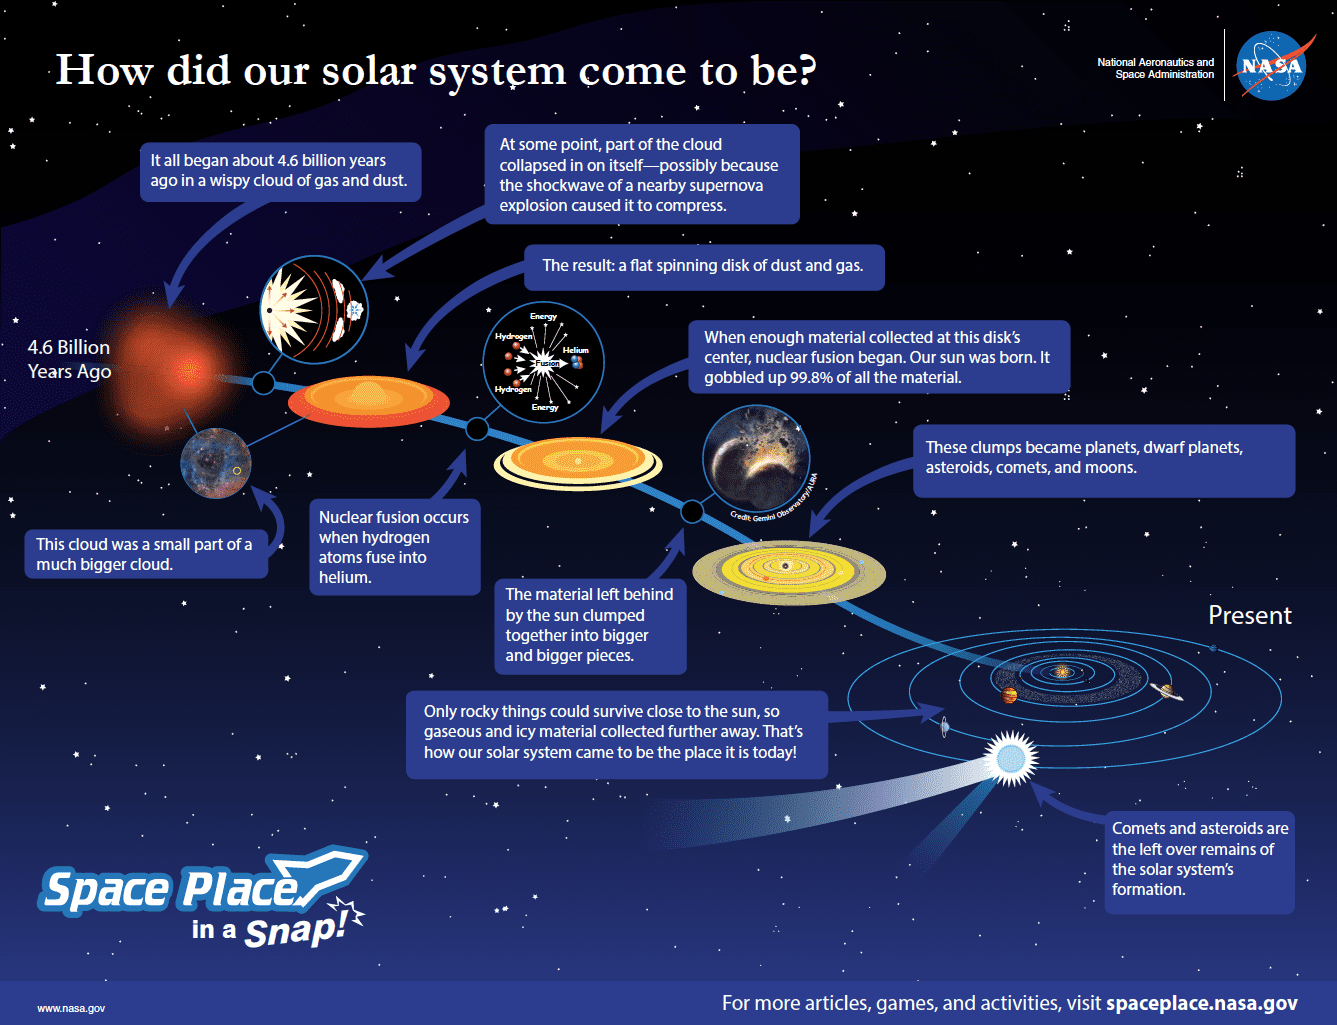 How did our solar system come to be?
National Aeronautics and
Space Administration
NASA
It all began about 4.6 billion years
ago in a wispy cloud of gas and dust.
At some point, part of the cloud
collapsed in on itself—possibly because
the shockwave of a nearby supernova
explosion caused it to compress.
The result: a flat spinning disk of dust and gas.
4.6 Billion
Years Ago
Energy
Hydrogen
Helium
Fusion
Hydrogen
Energy
When enough material collected at this disk's
center, nuclear fusion began. Our sun was born. It
gobbled up 99.8% of all the material.
These clumps became planets, dwarf planets,
asteroids, comets, and moons.
Credit: Gemini Observatory/AURA
This cloud was a small part of a
much bigger cloud.
Nuclear fusion occurs
when hydrogen
atoms fuse into
helium.
The material left behind
by the sun clumped
together into bigger
and bigger pieces.
Present
Only rocky things could survive close to the sun, so
gaseous and icy material collected further away. That's
how our solar system came to be the place it is today!
Comets and asteroids are
the left over remains of
the solar system's
formation.
Space Place
in a Snap!
www.nasa.gov
For more articles, games, and activities, visit spaceplace.nasa.gov